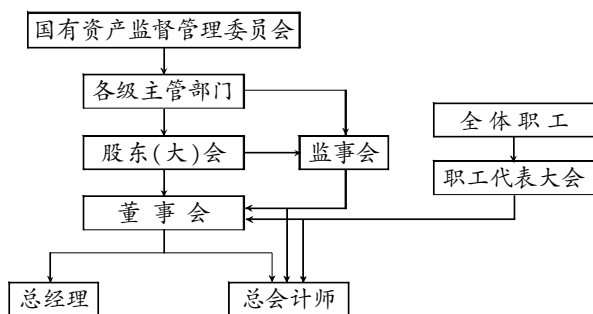 国有资产监督管理委员会
各级主管部门
全体职工
股东(大)会
监事会
职工代表大会
董事会
总经理
总会计师